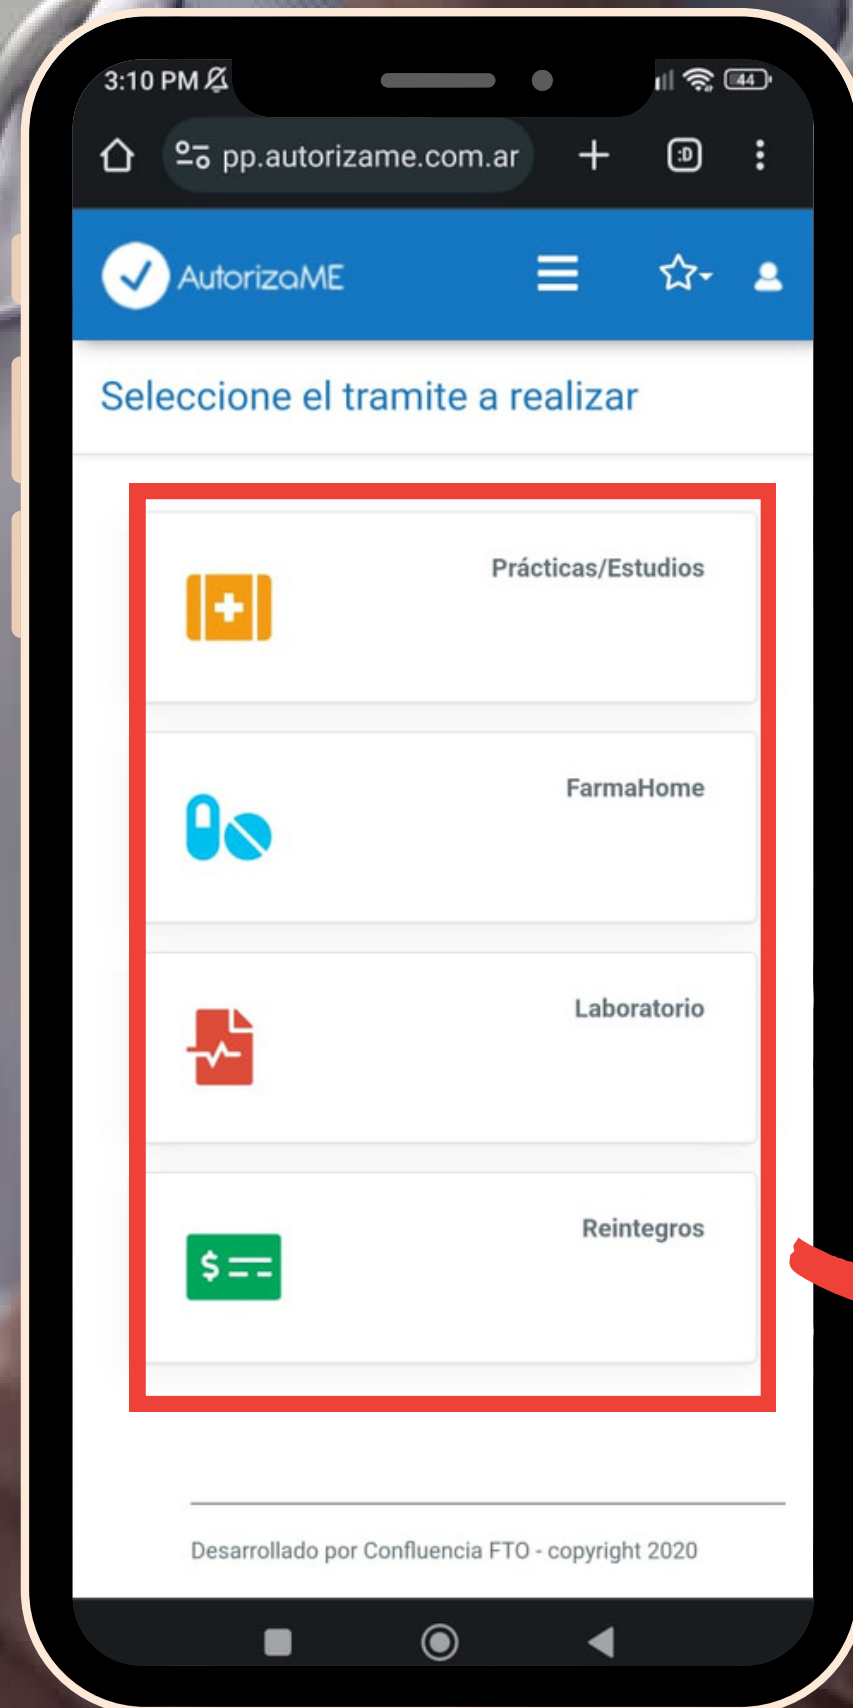 3:10 PM
44
pp.autorizame.com.ar
:D
AutorizaME
Seleccione el tramite a realizar
Prácticas/Estudios
FarmaHome
Laboratorio
$
Reintegros
Desarrollado por Confluencia FTO - copyright 2020